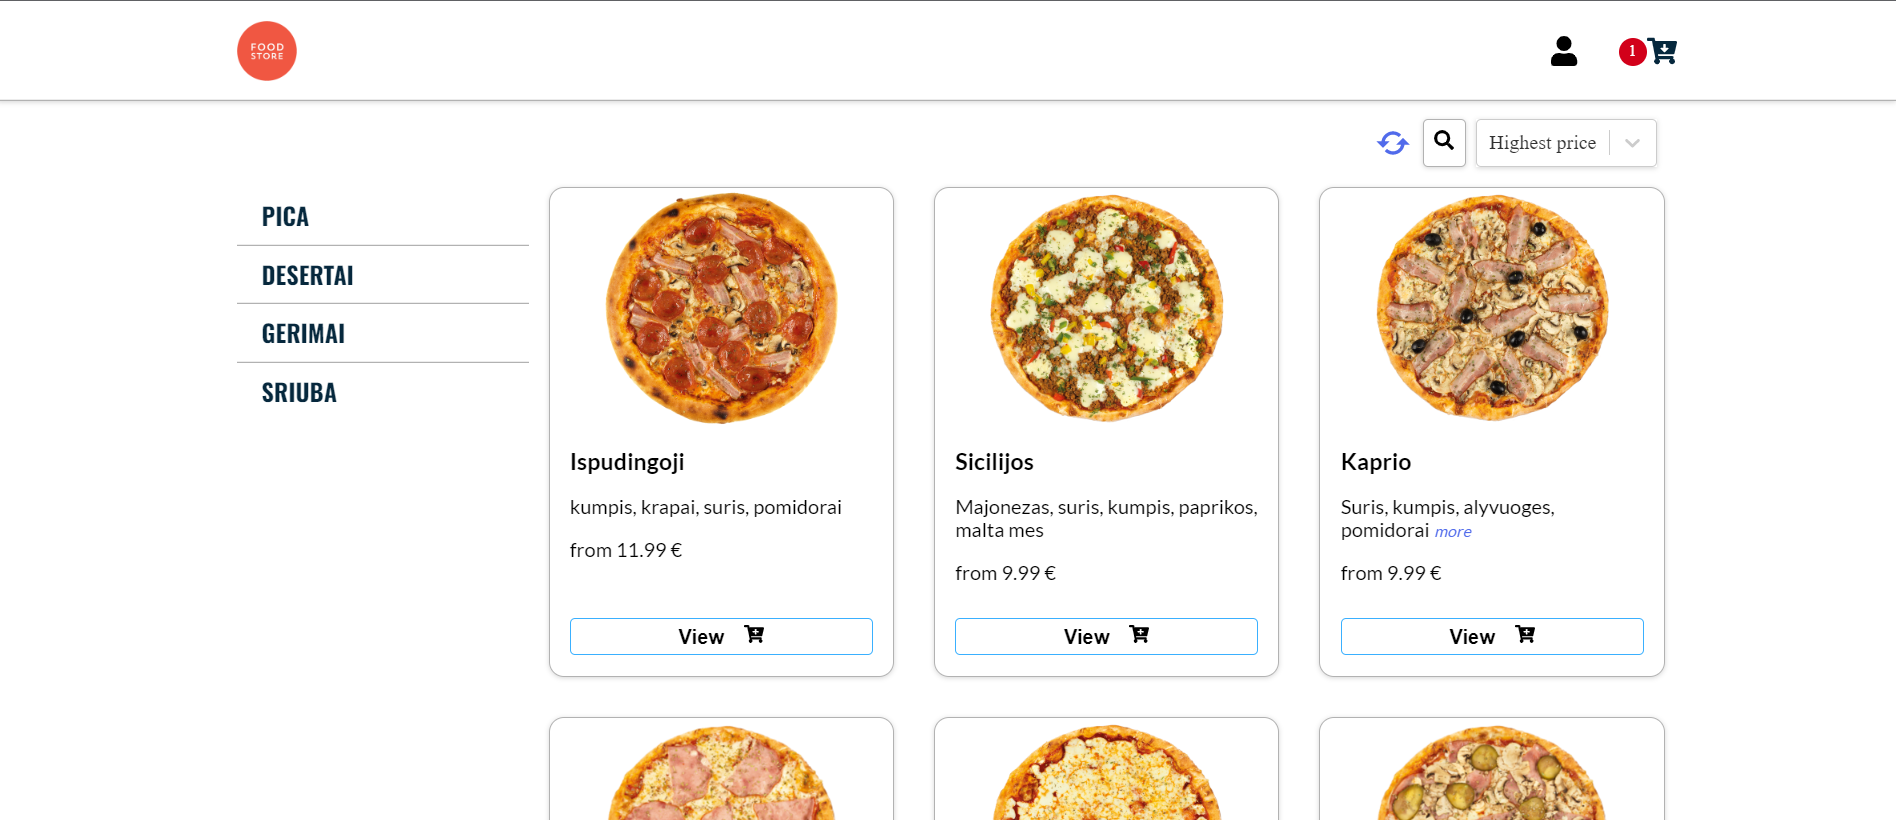 FOOD
STORE
1
Highest price
PICA
DESERTAI
GERIMAI
SRIUBA
Ispudingoji
kumpis, krapai, suris, pomidorai
from 11.99 €
View
Sicilijos
Majonezas, suris, kumpis, paprikos,
malta mes
from 9.99 €
View
Kaprio
Suris, kumpis, alyvuoges,
pomidorai more
from 9.99 €
View